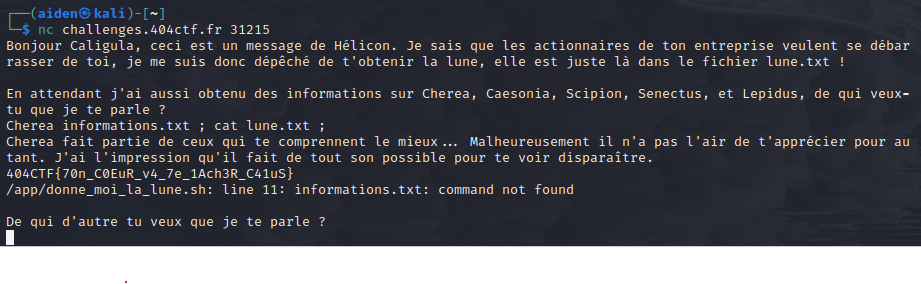 ┌──(aiden㉿kali)-[~]
└─$ nc challenges.404ctf.fr 31215
Bonjour Caligula, ceci est un message de Hélicon. Je sais que les actionnaires de ton entreprise veulent se débar
rasser de toi, je me suis donc dépêché de t'obtenir la lune, elle est juste là dans le fichier lune.txt !
En attendant j'ai aussi obtenu des informations sur Cherea, Caesonia, Scipion, Senectus, et Lepidus, de qui veux-
tu que je te parle ?
Cherea informations.txt ; cat lune.txt ;
Cherea fait partie de ceux qui te comprennent le mieux... Malheureusement il n'a pas l'air de t'apprécier pour au
tant. J'ai l'impression qu'il fait de tout son possible pour te voir disparaître.
404CTF{70n_C0EuR_v4_7e_1Ach3R_C41uS}
/app/donne_moi_la_lune.sh: line 11: informations.txt: command not found
De qui d'autre tu veux que je te parle ?